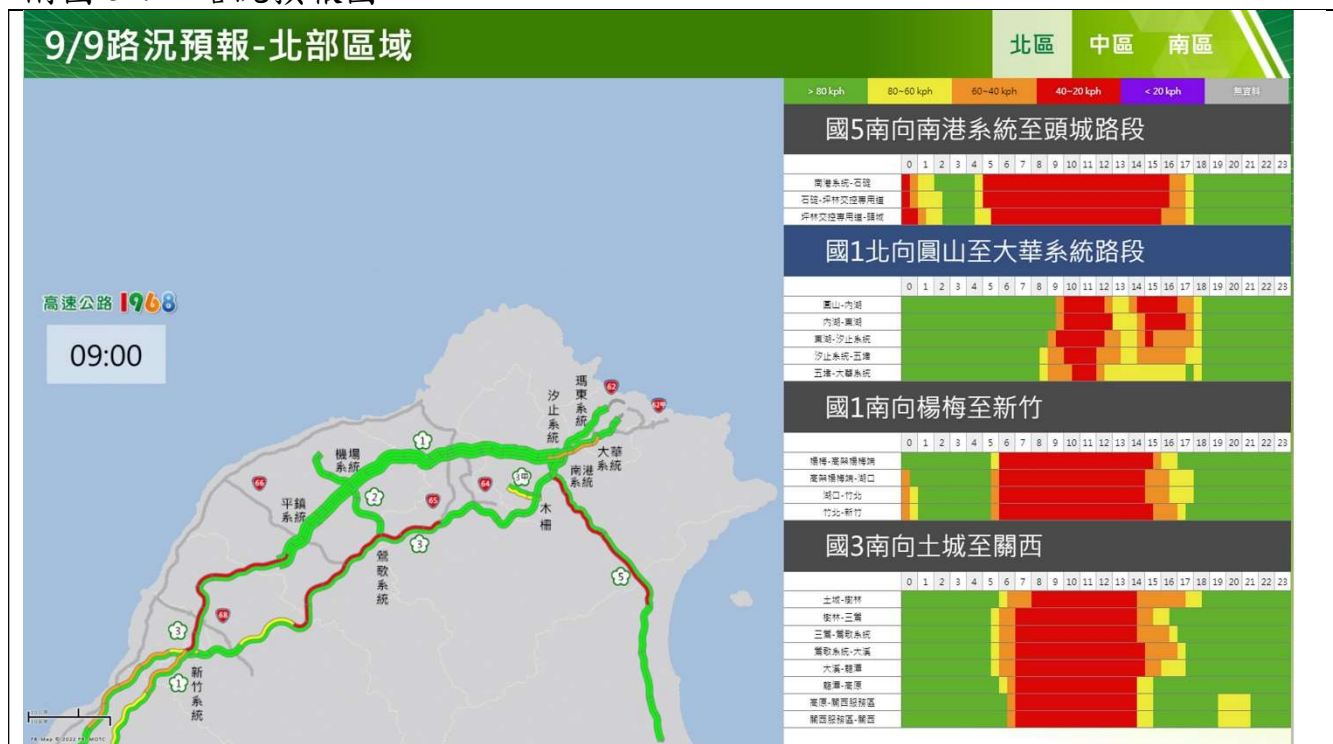 9/9路況預報-北部區域
北區 中區 南區
> 80 kph 80~60 kph 60~40 kph 40~20 kph < 20 kph 無資料
國5南向南港系統至頭城路段
0 1 2 3 4 5 6 7 8 9 10 11 12 13 14 15 16 17 18 19 20 21 22 23
南港系統-石碇
石碇-坪林交控專用道
坪林交控專用道-頭城
國1北向圓山至大華系統路段
0 1 2 3 4 5 6 7 8 9 10 11 12 13 14 15 16 17 18 19 20 21 22 23
圓山-內湖
內湖-東湖
東湖-汐止系統
汐止系統-五堵
五堵-大華系統
國1南向楊梅至新竹
0 1 2 3 4 5 6 7 8 9 10 11 12 13 14 15 16 17 18 19 20 21 22 23
楊梅-高架楊梅端
高架楊梅端-湖口
湖口-竹北
竹北-新竹
國3南向土城至關西
0 1 2 3 4 5 6 7 8 9 10 11 12 13 14 15 16 17 18 19 20 21 22 23
土城-樹林
樹林-三鶯
三鶯-鶯歌系統
鶯歌系統-大溪
大溪-龍潭
龍潭-高原
高原-關西服務區
關西服務區-關西
高速公路1968
09:00
瑪東系統
汐止系統
62
62甲
大華系統
南港系統
1
機場系統
3甲
64
66
2
65
木柵
平鎮系統
3
鶯歌系統
5
68
3
新竹系統
1